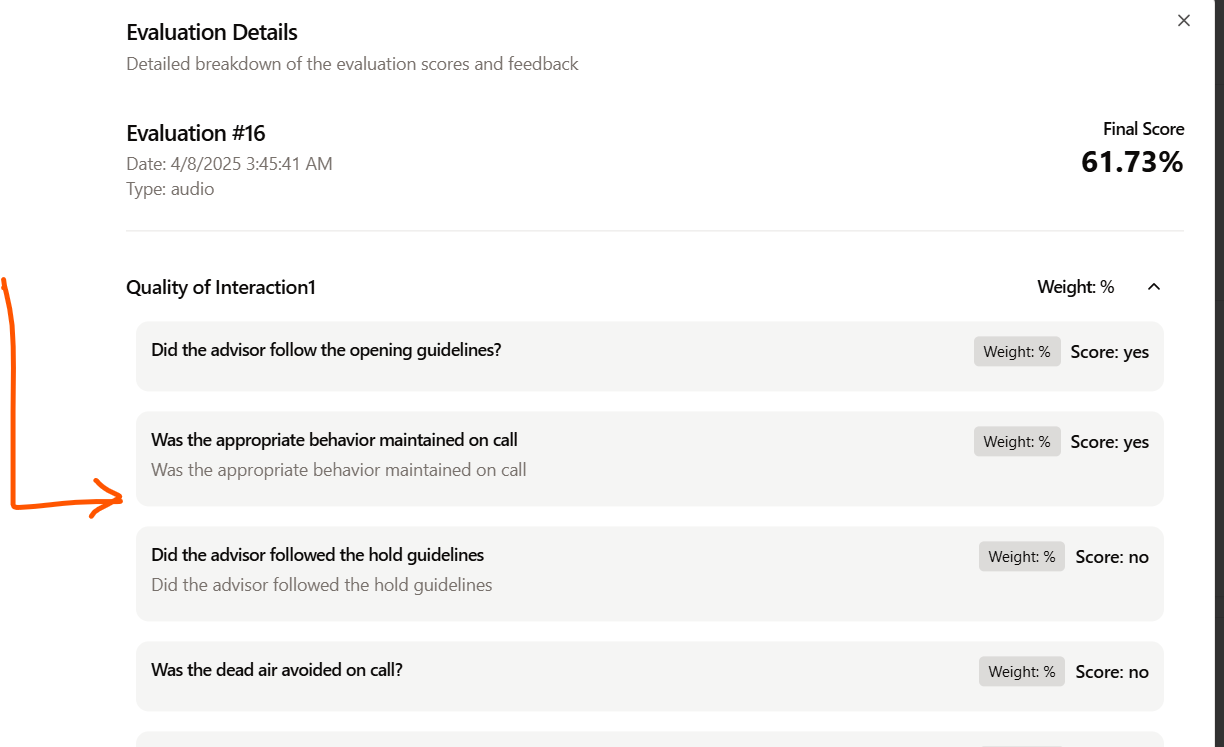 Evaluation Details
Detailed breakdown of the evaluation scores and feedback
Evaluation #16
Date: 4/8/2025 3:45:41 AM
Type: audio
Final Score
61.73%
Quality of Interaction1
Weight: %
Did the advisor follow the opening guidelines?
Weight: % Score: yes
Was the appropriate behavior maintained on call
Weight: % Score: yes
Was the appropriate behavior maintained on call
Did the advisor followed the hold guidelines
Weight: % Score: no
Did the advisor followed the hold guidelines
Was the dead air avoided on call?
Weight: % Score: no